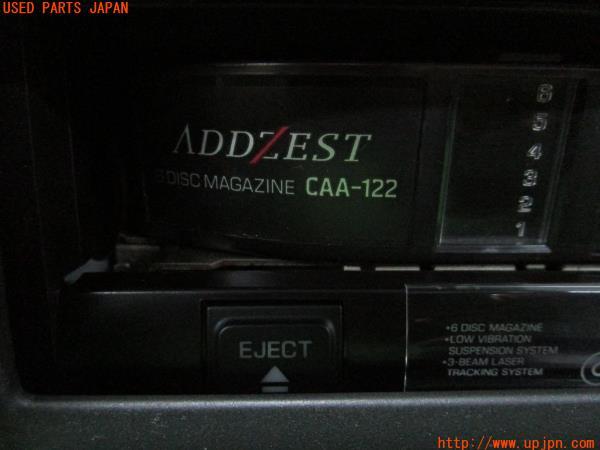 USED PARTS JAPAN
ADDZEST
6 DISC MAGAZINE CAA-122
6
5
4
3
2
1
EJECT
•6 DISC MAGAZINE
•LOW VIBRATION
SUSPENSION SYSTEM
•3-BEAM LASER
TRACKING SYSTEM
http://www.upjpn.com/